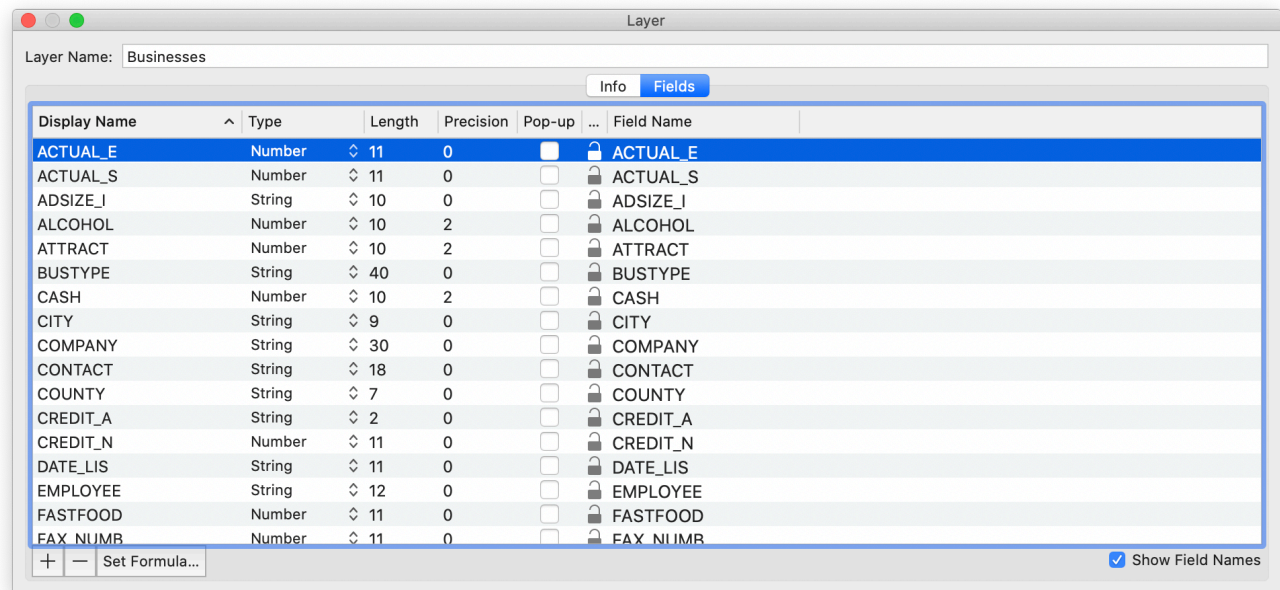 Layer
Layer Name: Businesses
Info Fields
Display Name Type Length Precision Pop-up ... Field Name
ACTUAL_E Number 11 0 ACTUAL_E
ACTUAL_S Number 11 0 ACTUAL_S
ADSIZE_I String 10 0 ADSIZE_I
ALCOHOL Number 10 2 ALCOHOL
ATTRACT Number 10 2 ATTRACT
BUSTYPE String 40 0 BUSTYPE
CASH Number 10 2 CASH
CITY String 9 0 CITY
COMPANY String 30 0 COMPANY
CONTACT String 18 0 CONTACT
COUNTY String 7 0 COUNTY
CREDIT_A String 2 0 CREDIT_A
CREDIT_N Number 11 0 CREDIT_N
DATE_LIS String 11 0 DATE_LIS
EMPLOYEE String 12 0 EMPLOYEE
FASTFOOD Number 11 0 FASTFOOD
FAX_NUMB Number 11 0 FAX_NUMB
+ − Set Formula... Show Field Names